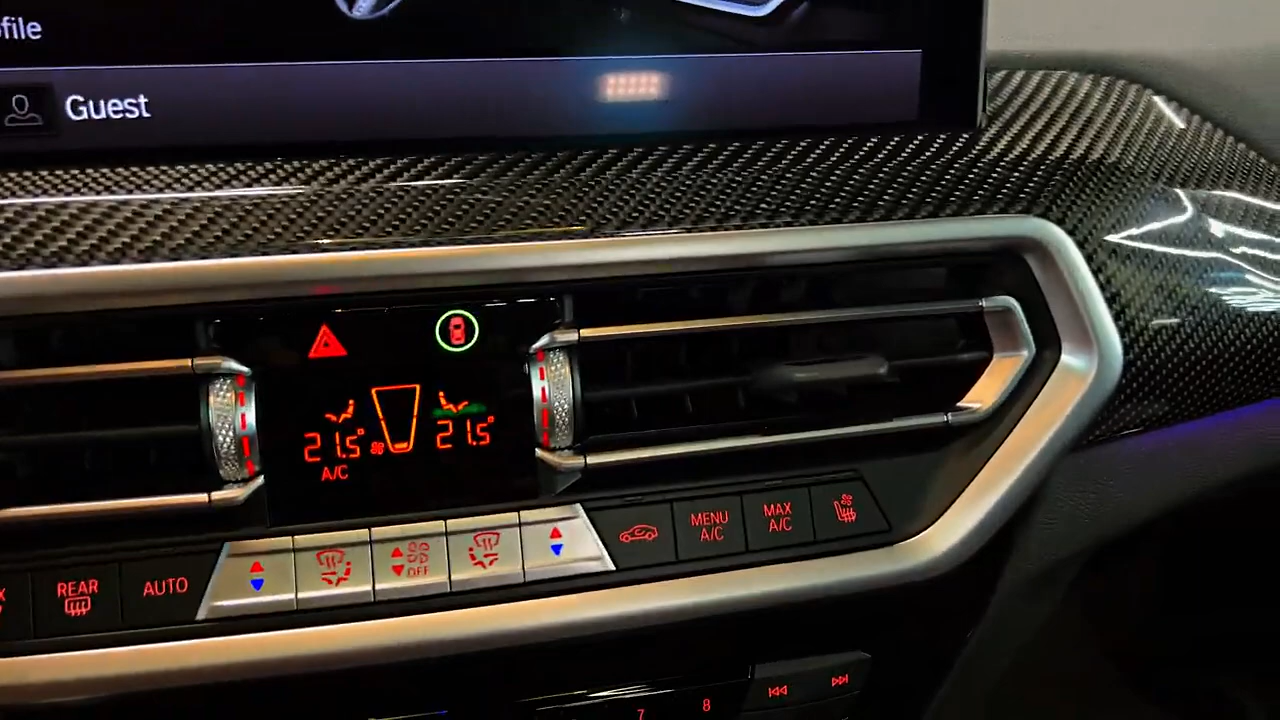 ofile
Guest
21.5°
21.5°
A/C
REAR
AUTO
OFF
MENU
A/C
MAX
A/C
7
8